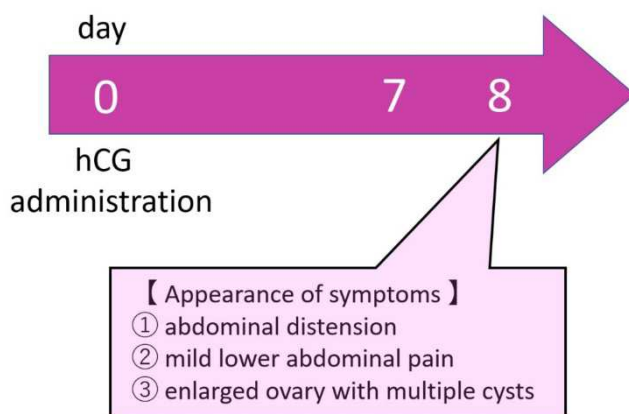 day
0 7 8
hCG
administration
【 Appearance of symptoms 】
① abdominal distension
② mild lower abdominal pain
③ enlarged ovary with multiple cysts